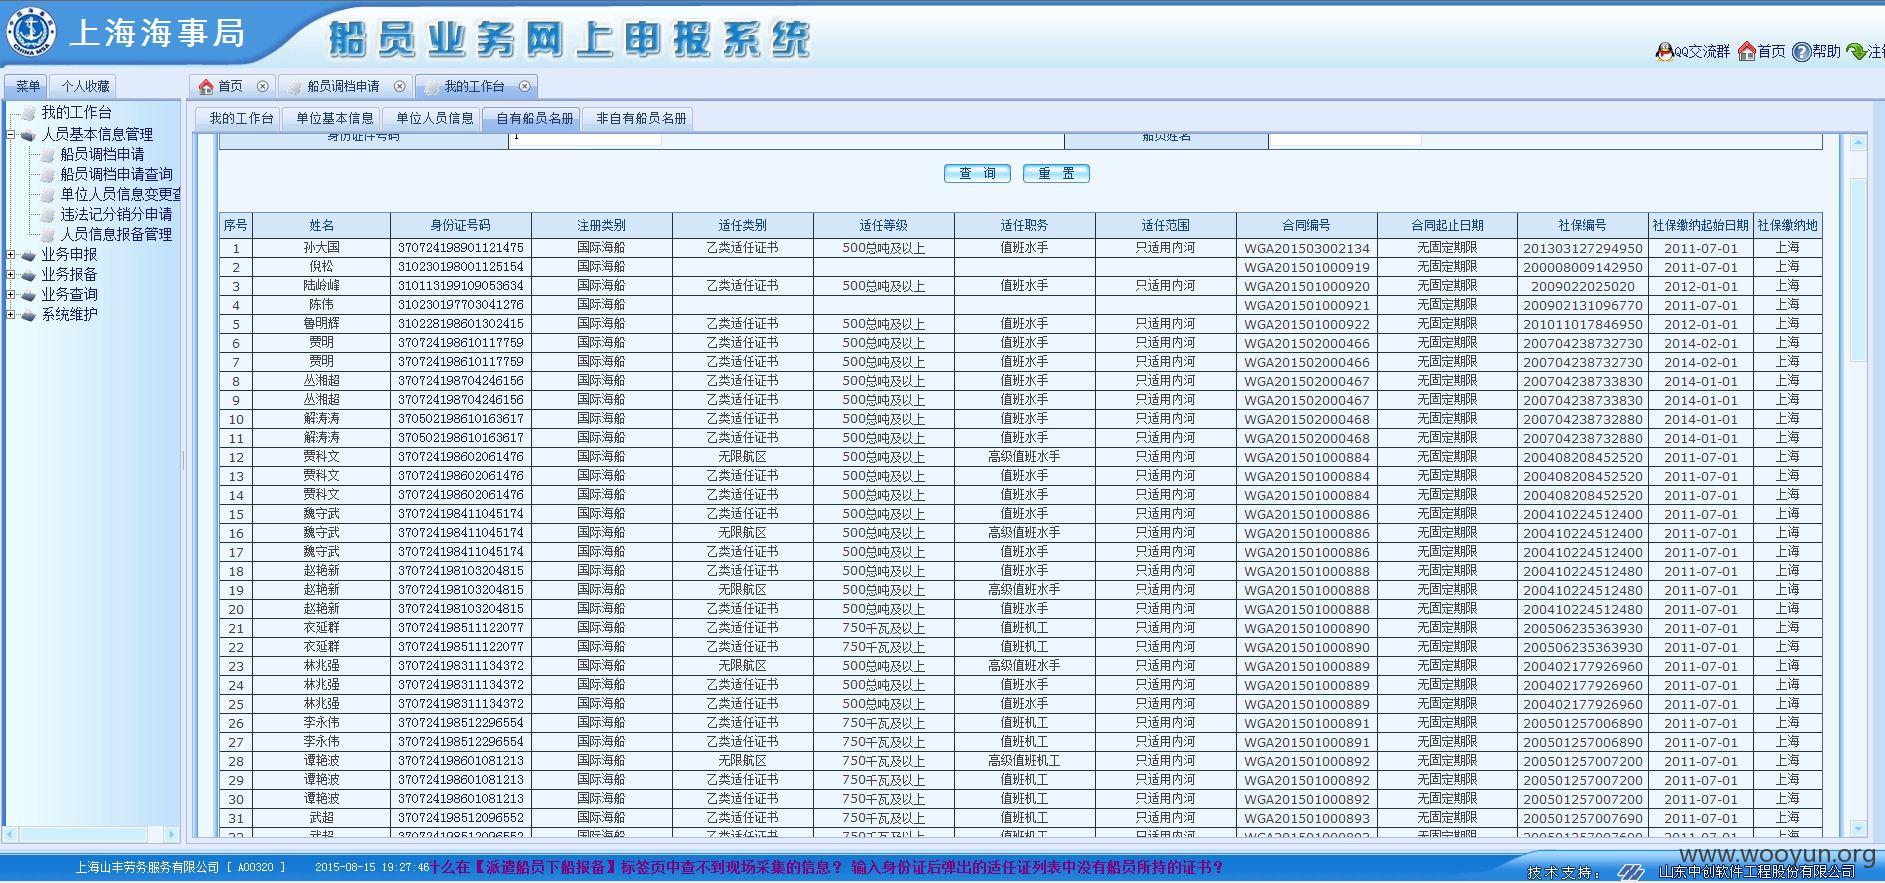 上海海事局
船员业务网上申报系统
QQ交流群 首页 帮助
菜单 个人收藏 首页 船员调档申请 我的工作台
我的工作台 单位基本信息 单位人员信息 自有船员名册 非自有船员名册
我的工作台
人员基本信息管理
船员调档申请
船员调档申请查询
单位人员信息变更查
违法记分销分申请
人员信息报备管理
业务申报
业务报备
业务查询
系统维护
身份证件号码 船员姓名
查 询 重 置
序号 姓名 身份证号码 注册类别 适任类别 适任等级 适任职务 适任范围 合同编号 合同起止日期 社保编号 社保缴纳起始日期 社保缴纳地
1 孙大国 370724198901121475 国际海船 乙类适任证书 500总吨及以上 值班水手 只适用内河 WGA201503002134 无固定期限 201303127294950 2011-07-01 上海
2 倪松 310230198001125154 国际海船 WGA201501000919 无固定期限 200008009142950 2011-07-01 上海
3 陆岭峰 310113199109053634 国际海船 乙类适任证书 500总吨及以上 值班水手 只适用内河 WGA201501000920 无固定期限 2009022025020 2012-01-01 上海
4 陈伟 310230197703041276 国际海船 WGA201501000921 无固定期限 200902131096770 2011-07-01 上海
5 鲁明辉 310228198601302415 国际海船 乙类适任证书 500总吨及以上 值班水手 只适用内河 WGA201501000922 无固定期限 201011017846950 2012-01-01 上海
6 贾明 370724198610117759 国际海船 乙类适任证书 500总吨及以上 值班水手 只适用内河 WGA201502000466 无固定期限 200704238732730 2014-02-01 上海
7 贾明 370724198610117759 国际海船 乙类适任证书 500总吨及以上 值班水手 只适用内河 WGA201502000466 无固定期限 200704238732730 2014-02-01 上海
8 丛湘超 370724198704246156 国际海船 乙类适任证书 500总吨及以上 值班水手 只适用内河 WGA201502000467 无固定期限 200704238733830 2014-01-01 上海
9 丛湘超 370724198704246156 国际海船 乙类适任证书 500总吨及以上 值班水手 只适用内河 WGA201502000467 无固定期限 200704238733830 2014-01-01 上海
10 解涛涛 370502198610163617 国际海船 乙类适任证书 500总吨及以上 值班水手 只适用内河 WGA201502000468 无固定期限 200704238732880 2014-01-01 上海
11 解涛涛 370502198610163617 国际海船 乙类适任证书 500总吨及以上 值班水手 只适用内河 WGA201502000468 无固定期限 200704238732880 2014-01-01 上海
12 贾科文 370724198602061476 国际海船 无限航区 500总吨及以上 高级值班水手 只适用内河 WGA201501000884 无固定期限 200408208452520 2011-07-01 上海
13 贾科文 370724198602061476 国际海船 乙类适任证书 500总吨及以上 值班水手 只适用内河 WGA201501000884 无固定期限 200408208452520 2011-07-01 上海
14 贾科文 370724198602061476 国际海船 乙类适任证书 500总吨及以上 值班水手 只适用内河 WGA201501000884 无固定期限 200408208452520 2011-07-01 上海
15 魏守武 370724198411045174 国际海船 乙类适任证书 500总吨及以上 值班水手 只适用内河 WGA201501000886 无固定期限 200410224512400 2011-07-01 上海
16 魏守武 370724198411045174 国际海船 无限航区 500总吨及以上 高级值班水手 只适用内河 WGA201501000886 无固定期限 200410224512400 2011-07-01 上海
17 魏守武 370724198411045174 国际海船 乙类适任证书 500总吨及以上 值班水手 只适用内河 WGA201501000886 无固定期限 200410224512400 2011-07-01 上海
18 赵艳新 370724198103204815 国际海船 乙类适任证书 500总吨及以上 值班水手 只适用内河 WGA201501000888 无固定期限 200410224512480 2011-07-01 上海
19 赵艳新 370724198103204815 国际海船 无限航区 500总吨及以上 高级值班水手 只适用内河 WGA201501000888 无固定期限 200410224512480 2011-07-01 上海
20 赵艳新 370724198103204815 国际海船 乙类适任证书 500总吨及以上 值班水手 只适用内河 WGA201501000888 无固定期限 200410224512480 2011-07-01 上海
21 衣延群 370724198511122077 国际海船 乙类适任证书 750千瓦及以上 值班机工 只适用内河 WGA201501000890 无固定期限 200506235363930 2011-07-01 上海
22 衣延群 370724198511122077 国际海船 乙类适任证书 750千瓦及以上 值班机工 只适用内河 WGA201501000890 无固定期限 200506235363930 2011-07-01 上海
23 林兆强 370724198311134372 国际海船 无限航区 500总吨及以上 高级值班水手 只适用内河 WGA201501000889 无固定期限 200402177926960 2011-07-01 上海
24 林兆强 370724198311134372 国际海船 乙类适任证书 500总吨及以上 值班水手 只适用内河 WGA201501000889 无固定期限 200402177926960 2011-07-01 上海
25 林兆强 370724198311134372 国际海船 乙类适任证书 500总吨及以上 值班水手 只适用内河 WGA201501000889 无固定期限 200402177926960 2011-07-01 上海
26 李永伟 370724198512296554 国际海船 乙类适任证书 750千瓦及以上 值班机工 只适用内河 WGA201501000891 无固定期限 200501257006890 2011-07-01 上海
27 李永伟 370724198512296554 国际海船 乙类适任证书 750千瓦及以上 值班机工 只适用内河 WGA201501000891 无固定期限 200501257006890 2011-07-01 上海
28 谭艳波 370724198601081213 国际海船 无限航区 750千瓦及以上 高级值班机工 只适用内河 WGA201501000892 无固定期限 200501257007200 2011-07-01 上海
29 谭艳波 370724198601081213 国际海船 乙类适任证书 750千瓦及以上 值班机工 只适用内河 WGA201501000892 无固定期限 200501257007200 2011-07-01 上海
30 谭艳波 370724198601081213 国际海船 乙类适任证书 750千瓦及以上 值班机工 只适用内河 WGA201501000892 无固定期限 200501257007200 2011-07-01 上海
31 武超 370724198512096552 国际海船 乙类适任证书 750千瓦及以上 值班机工 只适用内河 WGA201501000893 无固定期限 200501257007690 2011-07-01 上海
上海山丰劳务服务有限公司 [ A00320 ] 2015-08-15 19:27:46 什么在【派遣船员下船报备】标签页中查不到现场采集的信息？ 输入身份证后弹出的适任证列表中没有船员所持的证书？
技术支持： 山东中创软件工程股份有限公司
www.wooyun.org